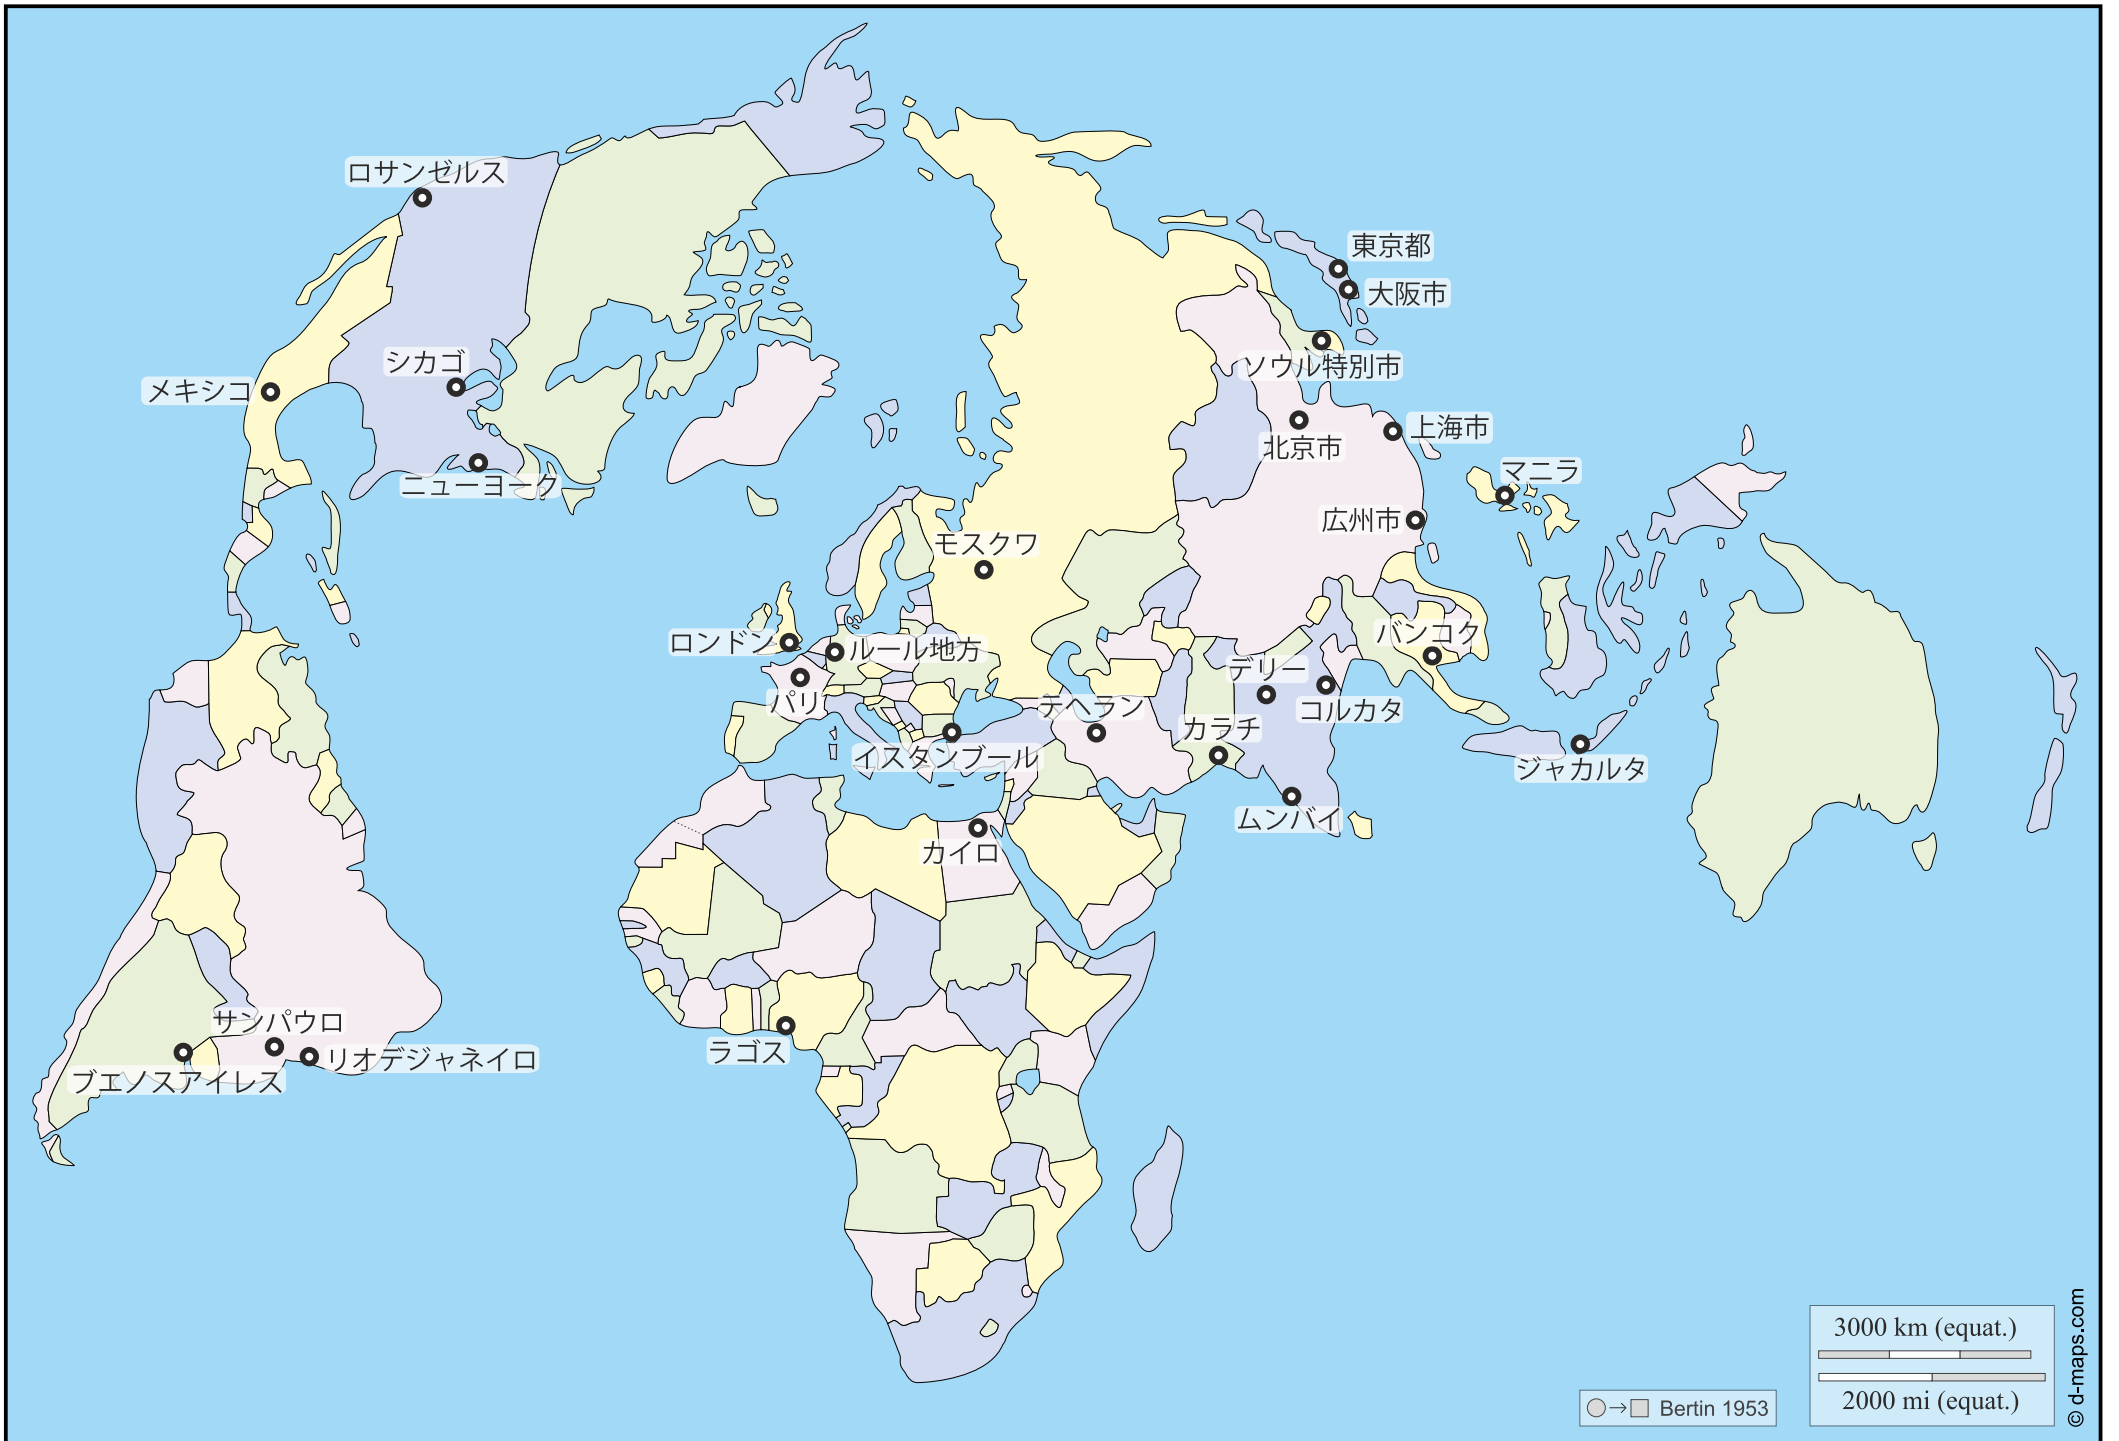 ロサンゼルス
東京都
大阪市
シカゴ
ソウル特別市
メキシコ
上海市
北京市
マニラ
ニューヨーク
広州市
モスクワ
バンコク
ロンドン
ルール地方
デリー
パリ
テヘラン
コルカタ
カラチ
イスタンブール
ジャカルタ
ムンバイ
カイロ
サンパウロ
ラゴス
リオデジャネイロ
ブエノスアイレス
3000 km (equat.)
2000 mi (equat.)
Bertin 1953
© d-maps.com